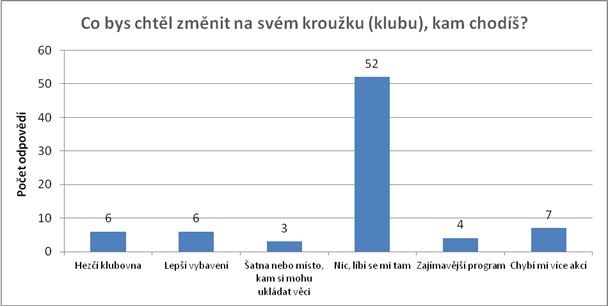 Co bys chtěl změnit na svém kroužku (klubu), kam chodíš?
Počet odpovědí
60
50
40
30
20
10
0
6
6
3
52
4
7
Hezčí klubovna
Lepší vybavení
Šatna nebo místo,
kam si mohu
ukládat věci
Nic, líbí se mi tam
Zajímavější program
Chybí mi více akcí